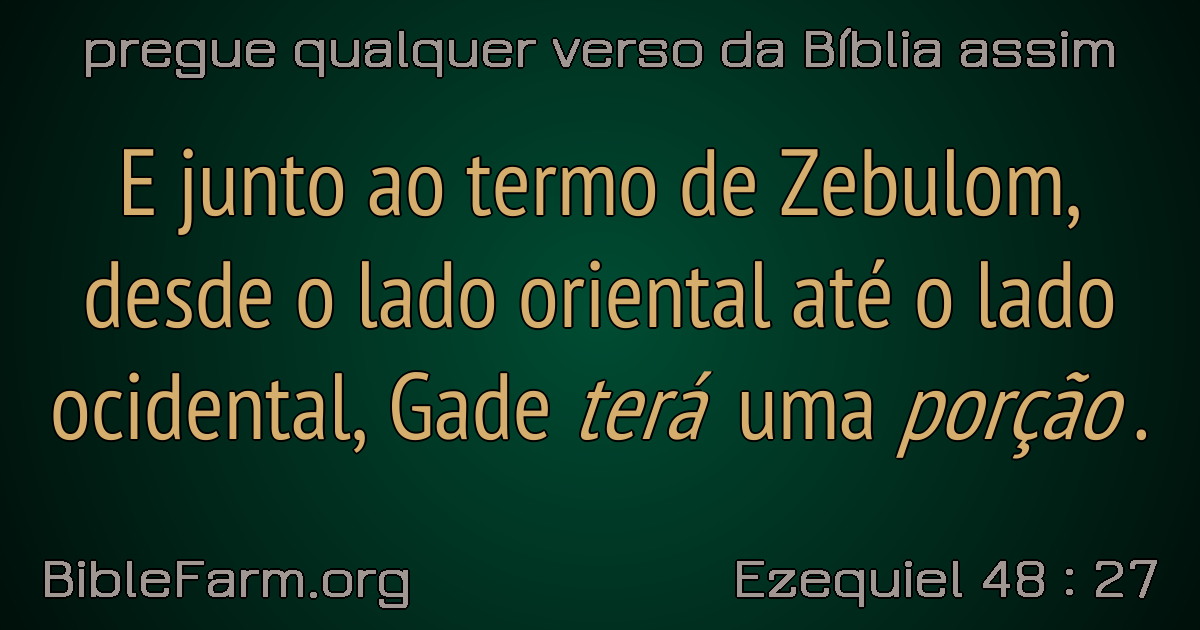 pregue qualquer verso da Bíblia assim
E junto ao termo de Zebulom,
desde o lado oriental até o lado
ocidental, Gade terá uma porção.
BibleFarm.org
Ezequiel 48 : 27